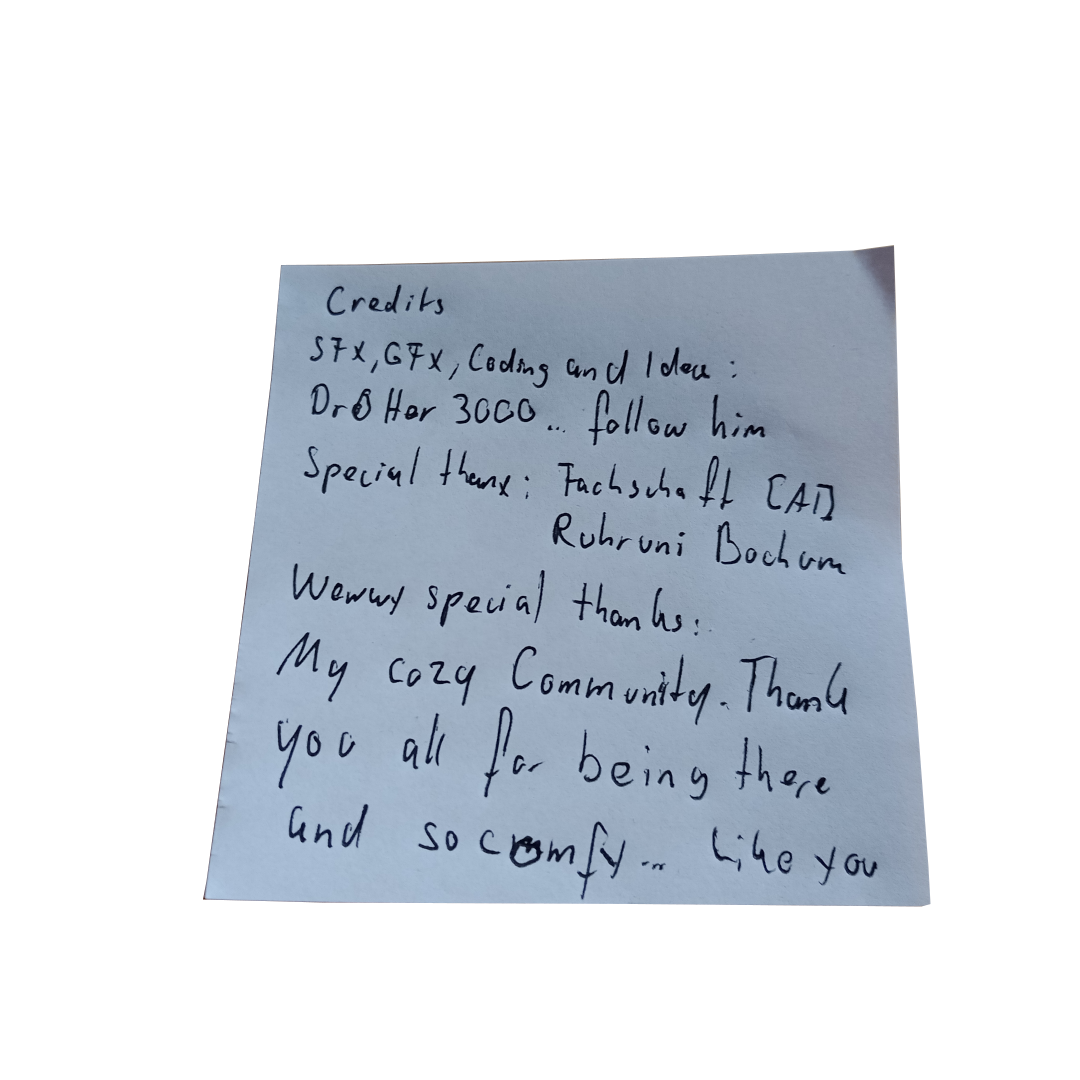 Credits
SFX, GFX, Coding and Idea :
DrÖHer 3000... follow him
Special thanx : Fachschaft [AI]
Ruhruni Bochum
Wewwy special thanks :
My cozy Community. Thank
you all for being there
and so comfy... Like you